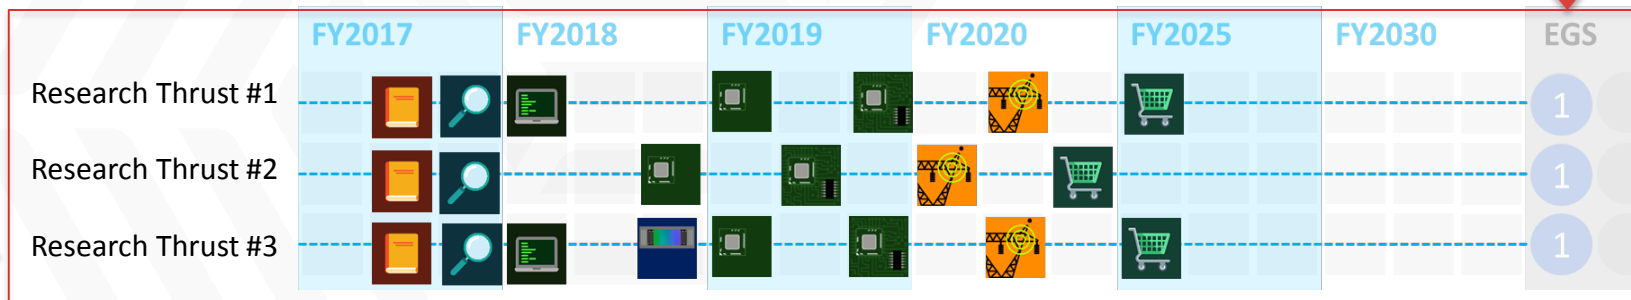 FY2017 FY2018 FY2019 FY2020 FY2025 FY2030 EGS
Research Thrust #1 1
Research Thrust #2 1
Research Thrust #3 1